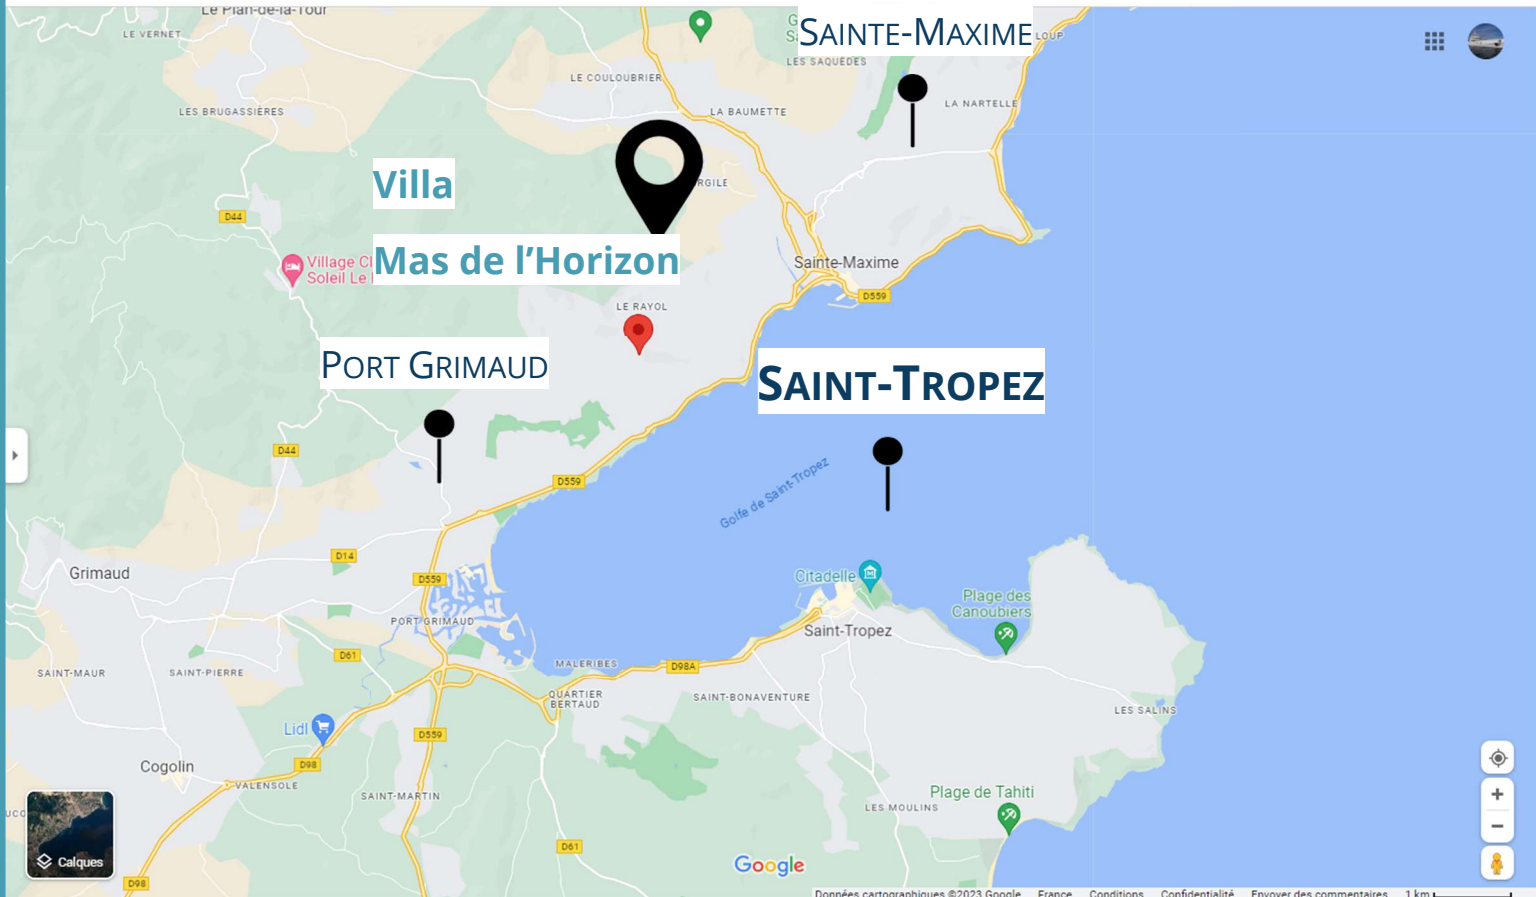 Le Plan-de-la-Tour
LE VERNET
SAINTE-MAXIME
LES SAQUÈDES
LE COULOUBRIER
LA BAUMETTE
LA NARTELLE
LES BRUGASSIÈRES
Villa
D44
Mas de l’Horizon
Village
Soleil Le
Sainte-Maxime
D559
LE RAYOL
PORT GRIMAUD
SAINT-TROPEZ
D44
D559
Golfe de Saint-Tropez
D14
Grimaud
D559
Citadelle
Plage des
Canoubiers
PORT GRIMAUD
Saint-Tropez
D61
MALERIBES
D98A
SAINT-MAUR
SAINT-PIERRE
QUARTIER
BERTAUD
SAINT-BONAVENTURE
LES SALINS
Lidl
D559
Cogolin
D98
VALENSOLE
SAINT-MARTIN
Plage de Tahiti
LES MOULINS
D61
Calques
Google
D98
Données cartographiques ©2023 Google France Conditions Confidentialité Envoyer des commentaires 1 km